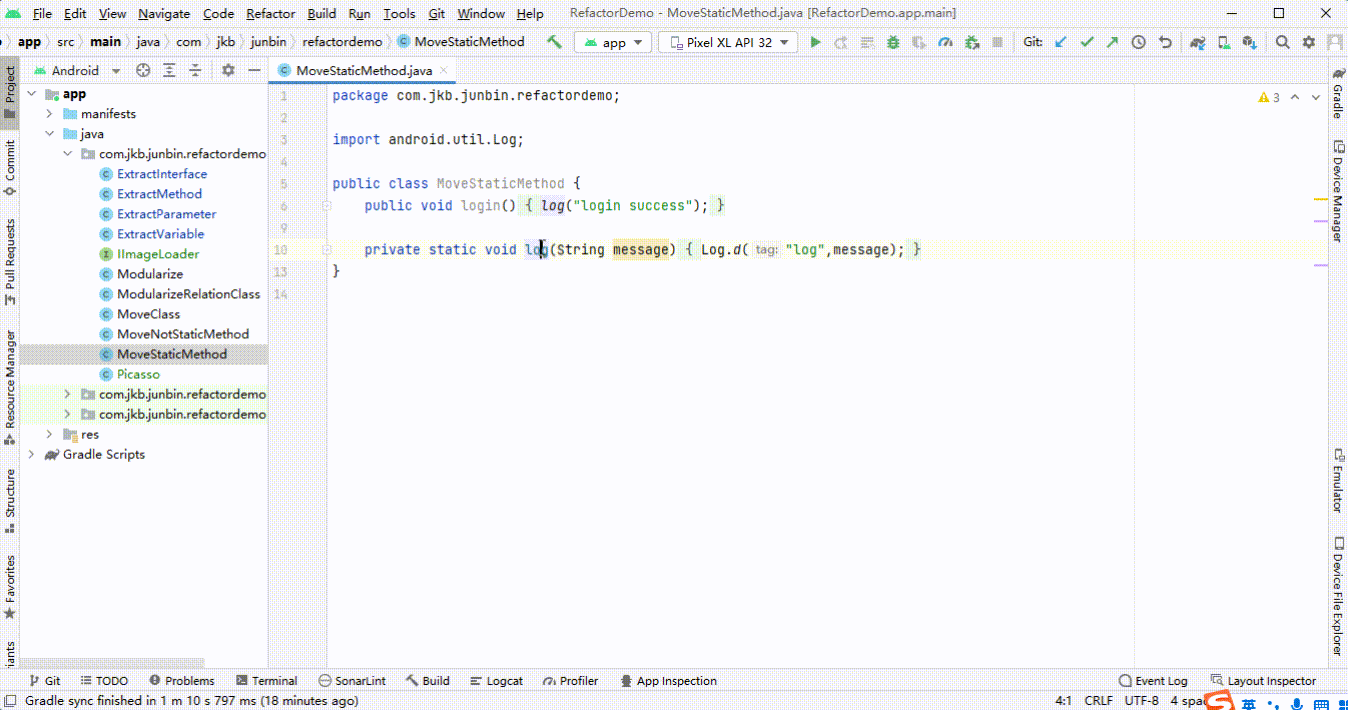 File Edit View Navigate Code Refactor Build Run Tools Git Window Help RefactorDemo - MoveStaticMethod.java [RefactorDemo.app.main]
app src main java com jkb junbin refactordemo MoveStaticMethod app Pixel XL API 32 Git:
Android
MoveStaticMethod.java
Project
Commit
Pull Requests
Resource Manager
Structure
Favorites
iants
app
manifests
java
com.jkb.junbin.refactordemo
ExtractInterface
ExtractMethod
ExtractParameter
ExtractVariable
IImageLoader
Modularize
ModularizeRelationClass
MoveClass
MoveNotStaticMethod
MoveStaticMethod
Picasso
com.jkb.junbin.refactordemo
com.jkb.junbin.refactordemo
res
Gradle Scripts
1 package com.jkb.junbin.refactordemo;
2
3 import android.util.Log;
4
5 public class MoveStaticMethod {
6 public void login() { log("login success"); }
9
10 private static void log(String message) { Log.d( tag: "log",message); }
13 }
14
3
Gradle
Device Manager
Emulator
Device File Explorer
Git TODO Problems Terminal SonarLint Build Logcat Profiler App Inspection Event Log Layout Inspector
Gradle sync finished in 1 m 10 s 797 ms (18 minutes ago) 4:1 CRLF UTF-8 4 spac S 英